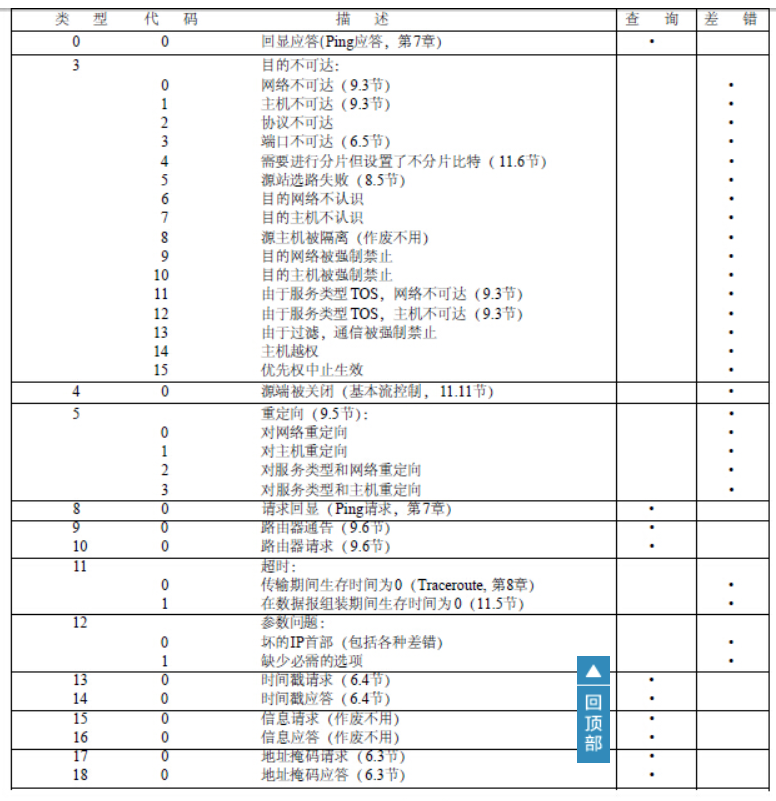 类 型 代 码 描 述 查 询 差 错
0 0 回显应答(Ping应答，第7章) •
3 目的不可达：
0 网络不可达（9.3节） •
1 主机不可达（9.3节） •
2 协议不可达 •
3 端口不可达（6.5节） •
4 需要进行分片但设置了不分片比特（11.6节） •
5 源站选路失败（8.5节） •
6 目的网络不认识 •
7 目的主机不认识 •
8 源主机被隔离（作废不用） •
9 目的网络被强制禁止 •
10 目的主机被强制禁止 •
11 由于服务类型TOS，网络不可达（9.3节） •
12 由于服务类型TOS，主机不可达（9.3节） •
13 由于过滤，通信被强制禁止 •
14 主机越权 •
15 优先权中止生效 •
4 0 源端被关闭（基本流控制，11.11节） •
5 重定向（9.5节）： •
0 对网络重定向 •
1 对主机重定向 •
2 对服务类型和网络重定向 •
3 对服务类型和主机重定向 •
8 0 请求回显（Ping请求，第7章） •
9 0 路由器通告（9.6节） •
10 0 路由器请求（9.6节） •
11 超时：
0 传输期间生存时间为0（Traceroute, 第8章） •
1 在数据报组装期间生存时间为0（11.5节） •
12 参数问题：
0 坏的IP首部（包括各种差错） •
1 缺少必需的选项 •
13 0 时间戳请求（6.4节） •
14 0 时间戳应答（6.4节） •
15 0 信息请求（作废不用） •
16 0 信息应答（作废不用） •
17 0 地址掩码请求（6.3节） •
18 0 地址掩码应答（6.3节） •
▲
回
顶
部